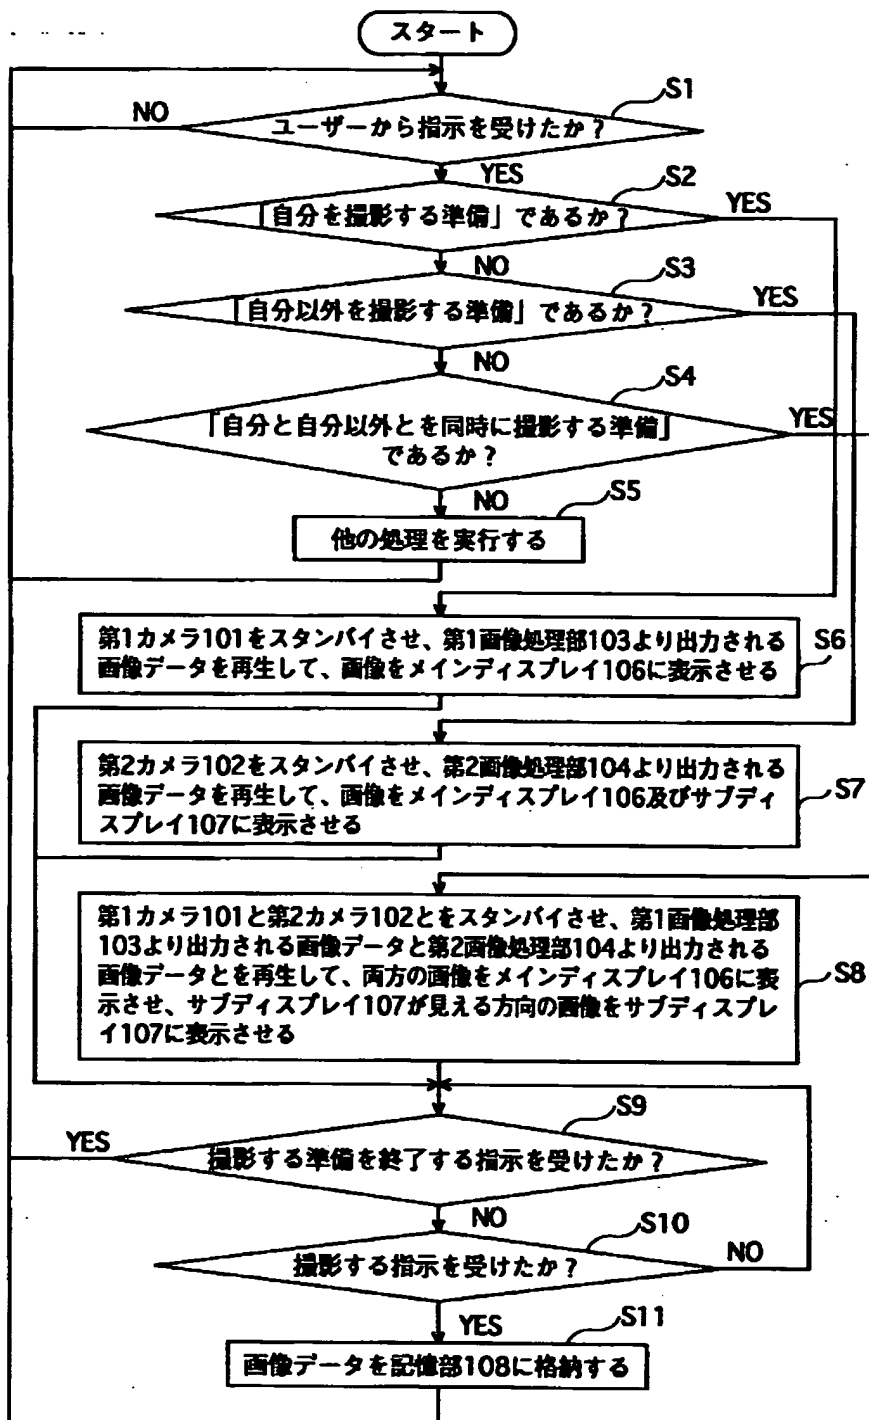 スタート
S1
NO
ユーザーから指示を受けたか?
YES
S2
「自分を撮影する準備」であるか?
YES
NO
S3
「自分以外を撮影する準備」であるか?
YES
NO
S4
「自分と自分以外とを同時に撮影する準備」
であるか?
YES
NO
S5
他の処理を実行する
第1カメラ101をスタンバイさせ、第1画像処理部103より出力される
画像データを再生して、画像をメインディスプレイ106に表示させる
S6
第2カメラ102をスタンバイさせ、第2画像処理部104より出力される
画像データを再生して、画像をメインディスプレイ106及びサブディ
スプレイ107に表示させる
S7
第1カメラ101と第2カメラ102とをスタンバイさせ、第1画像処理部
103より出力される画像データと第2画像処理部104より出力される
画像データとを再生して、両方の画像をメインディスプレイ106に表
示させ、サブディスプレイ107が見える方向の画像をサブディスプレ
イ107に表示させる
S8
S9
YES
撮影する準備を終了する指示を受けたか?
NO
S10
撮影する指示を受けたか?
NO
YES
S11
画像データを記憶部108に格納する